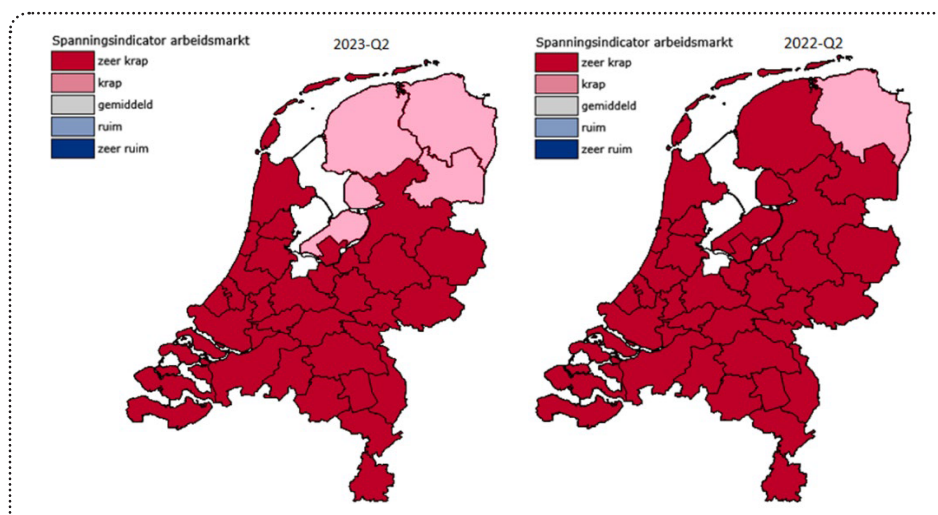 Spanningsindicator arbeidsmarkt
2023-Q2
zeer krap
krap
gemiddeld
ruim
zeer ruim
Spanningsindicator arbeidsmarkt
2022-Q2
zeer krap
krap
gemiddeld
ruim
zeer ruim